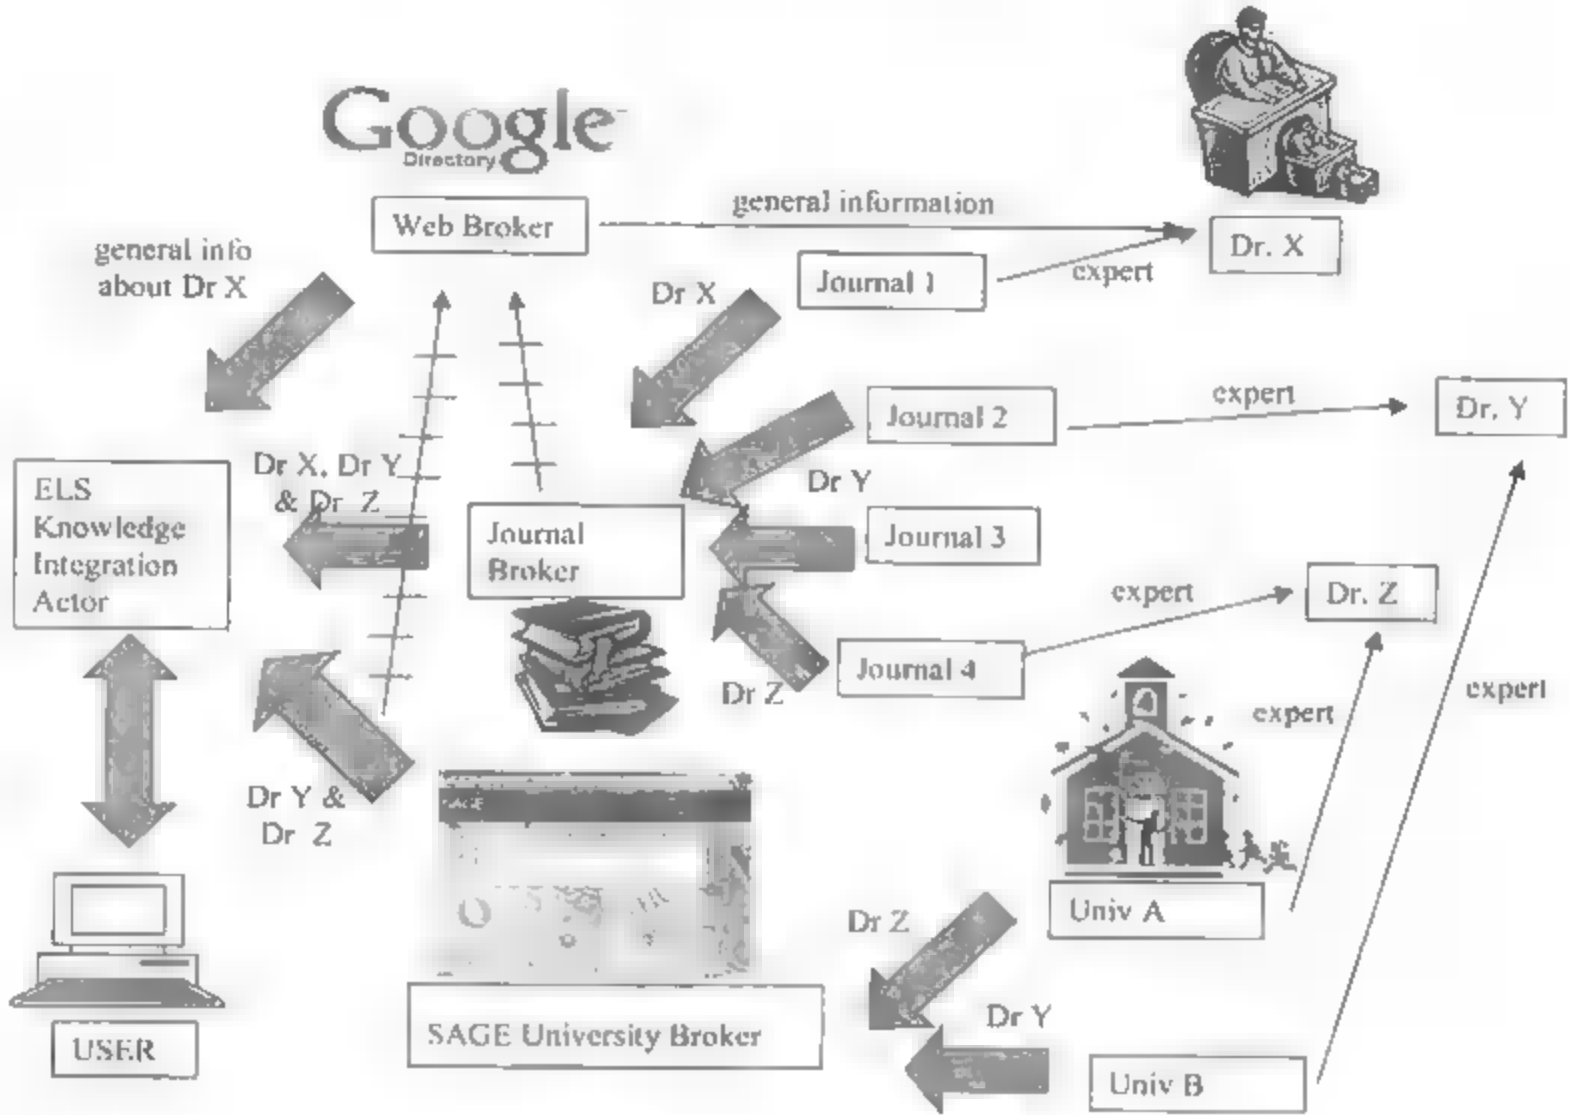 Google
Directory
Web Broker
general information
Dr. X
general info
about Dr X
Journal 1
expert
Dr X
Journal 2
expert
Dr. Y
Dr X, Dr Y
& Dr Z
Dr Y
ELS
Knowledge
Integration
Actor
Journal
Broker
Journal 3
expert
Dr. Z
Journal 4
Dr Z
expert
expert
Dr Y &
Dr Z
SAGE
Univ A
Dr Z
Dr Y
SAGE University Broker
USER
Univ B